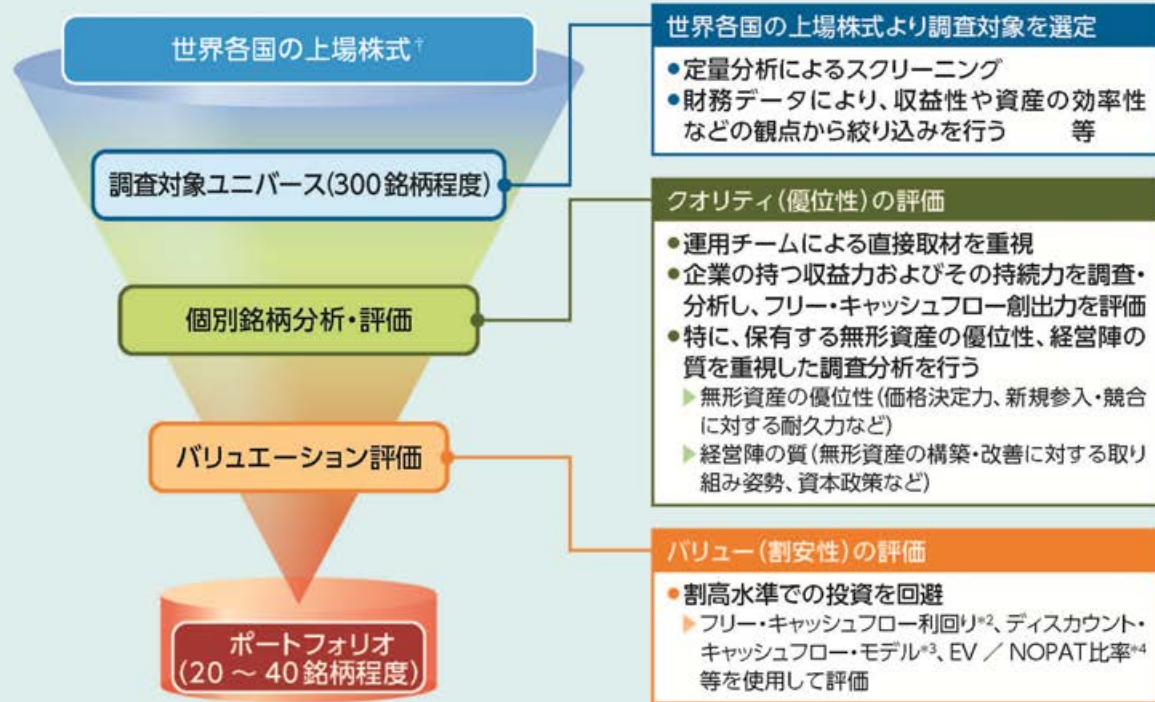 世界各国の上場株式†
調査対象ユニバース(300銘柄程度)
個別銘柄分析・評価
バリュエーション評価
ポートフォリオ
(20～40銘柄程度)
世界各国の上場株式より調査対象を選定
●定量分析によるスクリーニング
●財務データにより、収益性や資産の効率性
などの観点から絞り込みを行う 等
クオリティ(優位性)の評価
●運用チームによる直接取材を重視
●企業の持つ収益力およびその持続力を調査・
分析し、フリー・キャッシュフロー創出力を評価
●特に、保有する無形資産の優位性、経営陣の
質を重視した調査分析を行う
▶無形資産の優位性(価格決定力、新規参入・競合
に対する耐久力など)
▶経営陣の質(無形資産の構築・改善に対する取り
組み姿勢、資本政策など)
バリュー(割安性)の評価
●割高水準での投資を回避
▶フリー・キャッシュフロー利回り*2、ディスカウント・
キャッシュフロー・モデル*3、EV／NOPAT比率*4
等を使用して評価